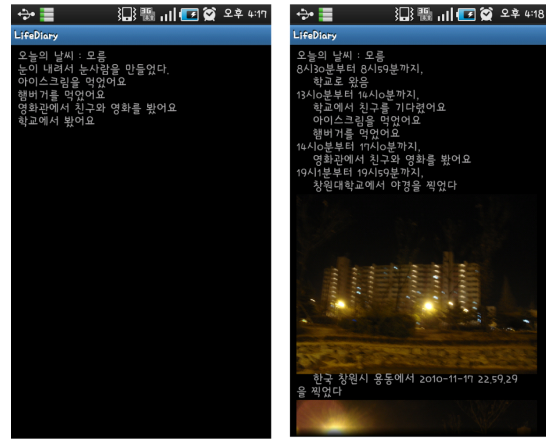 오후 4:17
LifeDiary
오늘의 날씨 : 모름
눈이 내려서 눈사람을 만들었다.
아이스크림을 먹었어요
햄버거를 먹었어요
영화관에서 친구와 영화를 봤어요
학교에서 봤어요
3G
오후 4:18
LifeDiary
오늘의 날씨 : 모름
8시30분부터 8시59분까지,
학교로 왔음
13시0분부터 14시0분까지,
학교에서 친구를 기다렸어요
아이스크림을 먹었어요
햄버거를 먹었어요
14시0분부터 17시0분까지,
영화관에서 친구와 영화를 봤어요
19시1분부터 19시59분까지,
창원대학교에서 야경을 찍었다
한국 창원시 용동에서 2010-11-17 22.59.29
을 찍었다